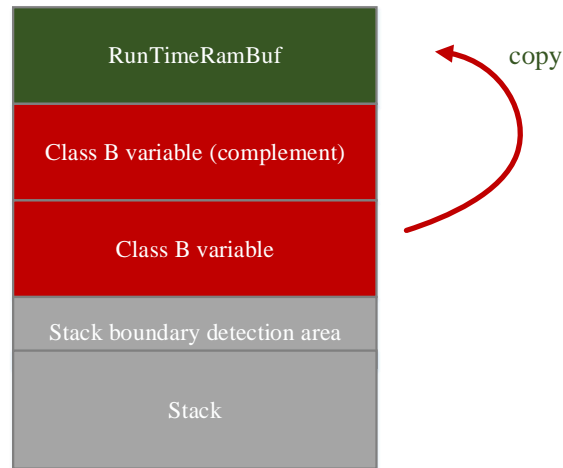 RunTimeRamBuf
copy
Class B variable (complement)
Class B variable
Stack boundary detection area
Stack